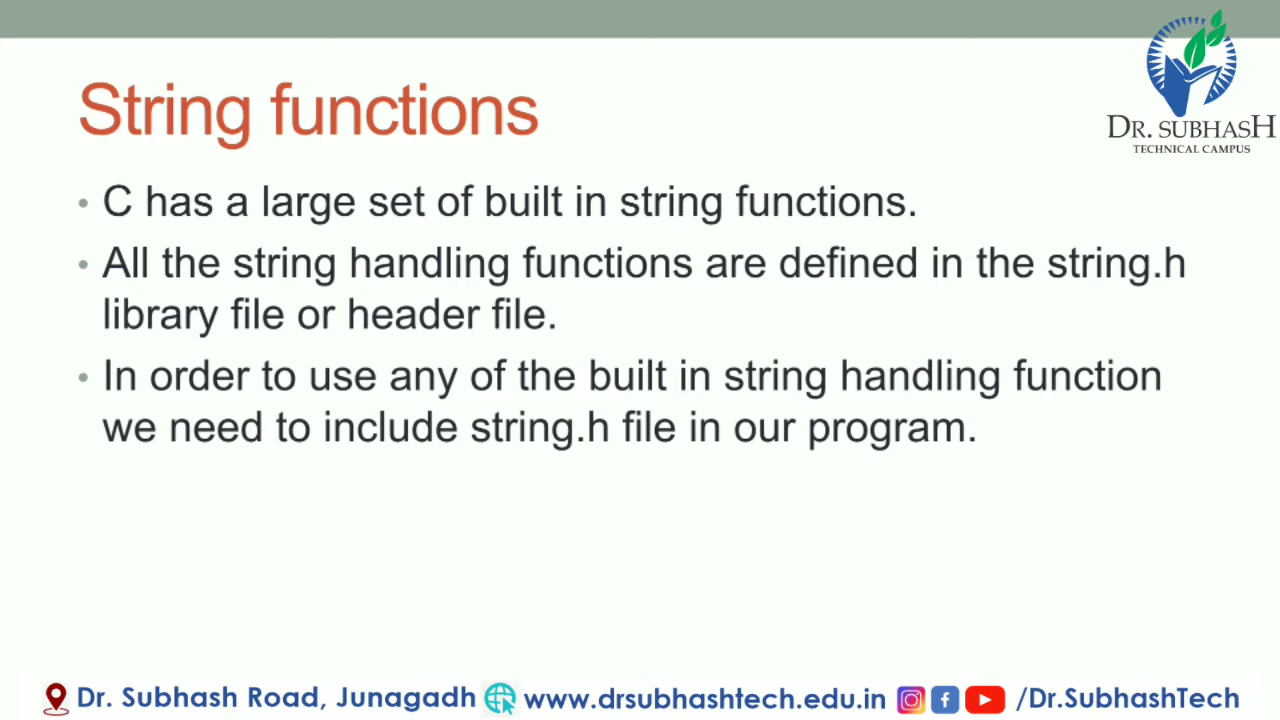 DR. SUBHASH
TECHNICAL CAMPUS
String functions
• C has a large set of built in string functions.
• All the string handling functions are defined in the string.h
library file or header file.
• In order to use any of the built in string handling function
we need to include string.h file in our program.
Dr. Subhash Road, Junagadh www.drsubhashtech.edu.in /Dr.SubhashTech